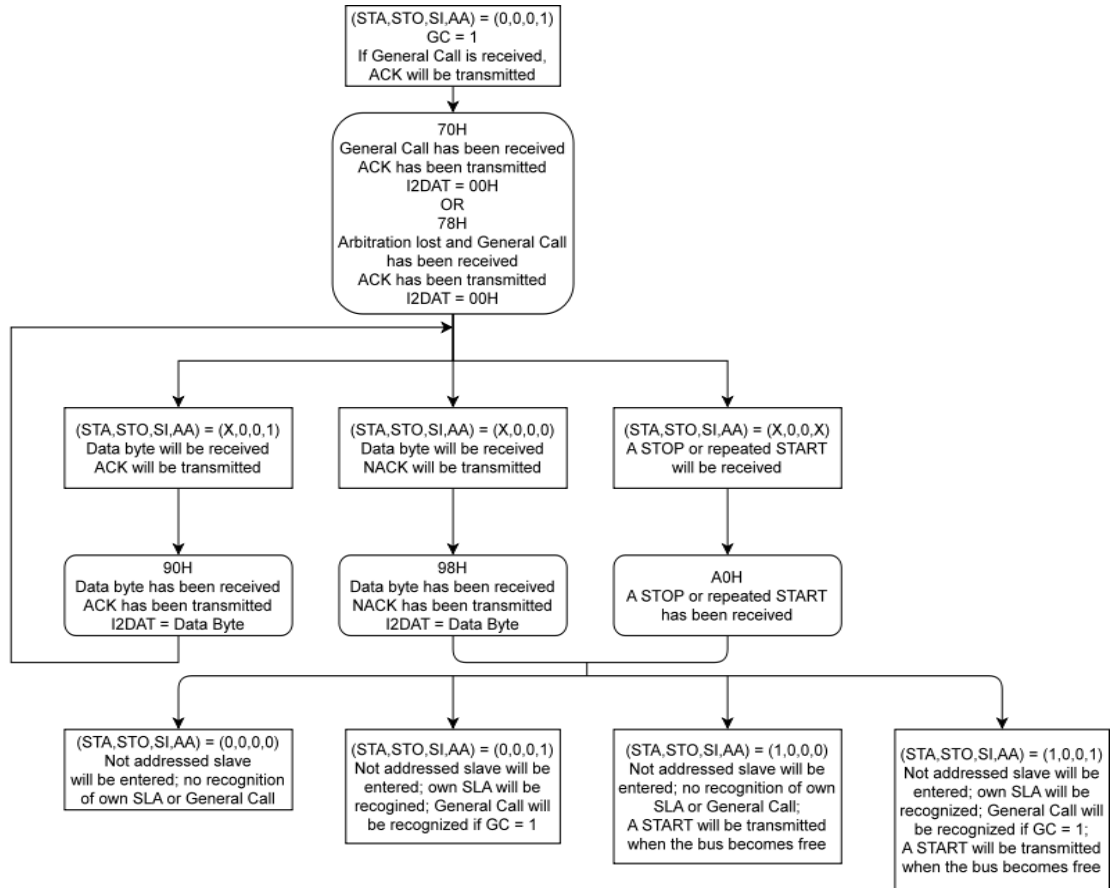 (STA,STO,SI,AA) = (0,0,0,1)
GC = 1
If General Call is received,
ACK will be transmitted
70H
General Call has been received
ACK has been transmitted
I2DAT = 00H
OR
78H
Arbitration lost and General Call
has been received
ACK has been transmitted
I2DAT = 00H
(STA,STO,SI,AA) = (X,0,0,1)
Data byte will be received
ACK will be transmitted
(STA,STO,SI,AA) = (X,0,0,0)
Data byte will be received
NACK will be transmitted
(STA,STO,SI,AA) = (X,0,0,X)
A STOP or repeated START
will be received
90H
Data byte has been received
ACK has been transmitted
I2DAT = Data Byte
98H
Data byte has been received
NACK has been transmitted
I2DAT = Data Byte
A0H
A STOP or repeated START
has been received
(STA,STO,SI,AA) = (0,0,0,0)
Not addressed slave
will be entered; no recognition
of own SLA or General Call
(STA,STO,SI,AA) = (0,0,0,1)
Not addressed slave will be
entered; own SLA will be
recogined; General Call will
be recognized if GC = 1
(STA,STO,SI,AA) = (1,0,0,0)
Not addressed slave will be
entered; no recognition of own
SLA or General Call;
A START will be transmitted
when the bus becomes free
(STA,STO,SI,AA) = (1,0,0,1)
Not addressed slave will be
entered; own SLA will be
recognized; General Call will
be recognized if GC = 1;
A START will be transmitted
when the bus becomes free